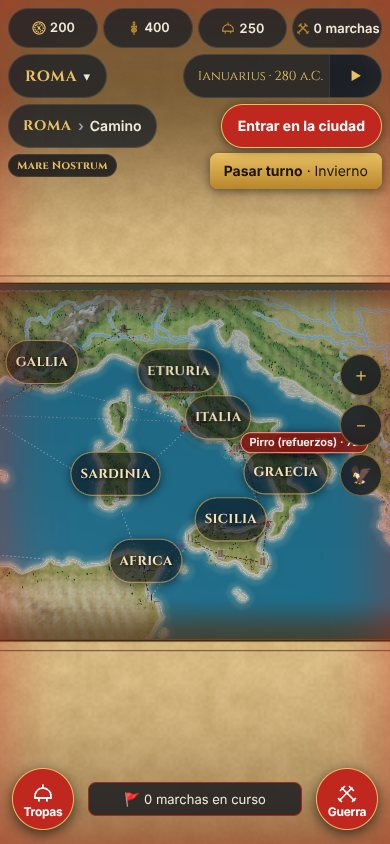 200
400
250
0 marchas
ROMA ▾
Ianuarius · 280 a.C.
ROMA › Camino
Entrar en la ciudad
Mare Nostrum
Pasar turno · Invierno
GALLIA
ETRURIA
ITALIA
Pirro (refuerzos) ·
SARDINIA
GRAECIA
SICILIA
AFRICA
Tropas
0 marchas en curso
Guerra